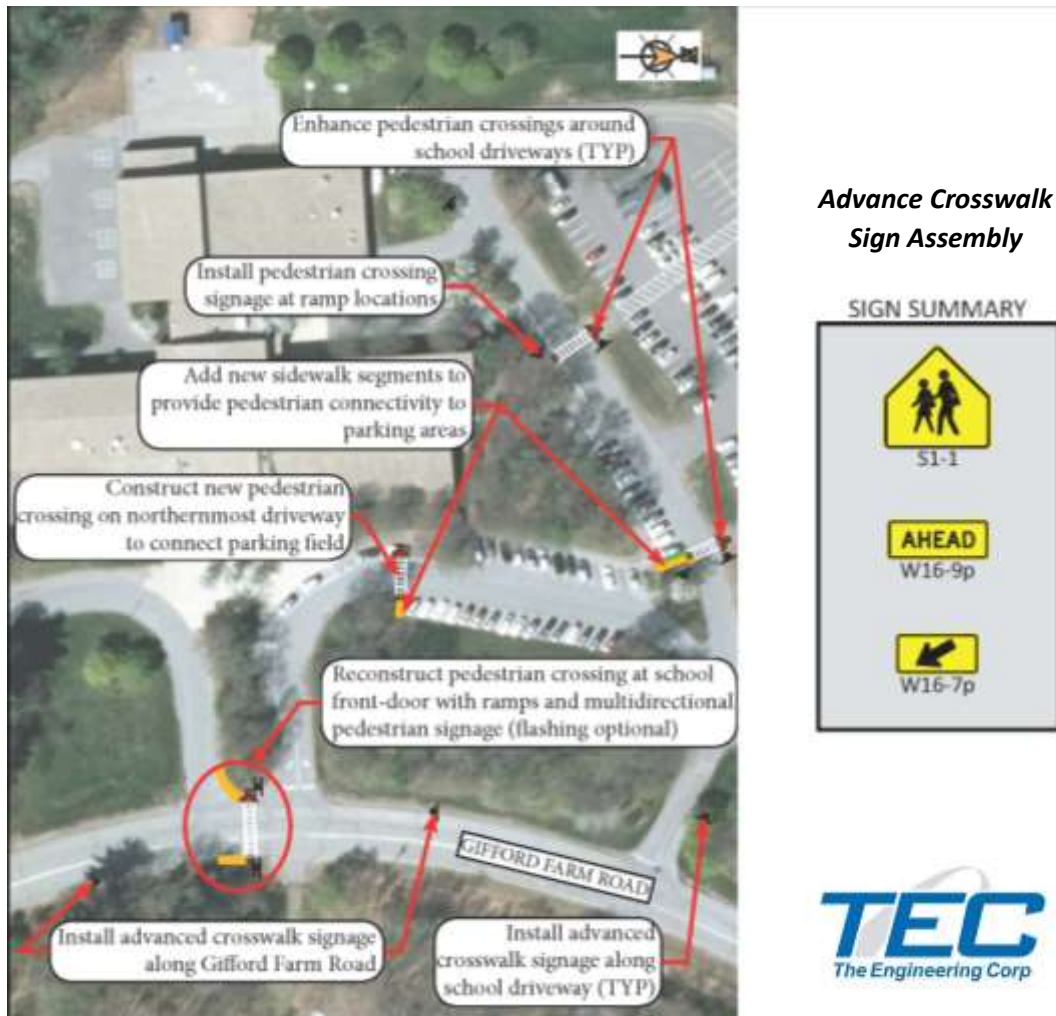 Enhance pedestrian crossings around
school driveways (TYP)
Install pedestrian crossing
signage at ramp locations
Add new sidewalk segments to
provide pedestrian connectivity to
parking areas
Construct new pedestrian
crossing on northernmost driveway
to connect parking field
Reconstruct pedestrian crossing at school
front-door with ramps and multidirectional
pedestrian signage (flashing optional)
GIFFORD FARM ROAD
Install advanced crosswalk signage
along Gifford Farm Road
Install advanced
crosswalk signage along
school driveway (TYP)
Advance Crosswalk
Sign Assembly
SIGN SUMMARY
S1-1
AHEAD
W16-9p
W16-7p
TEC
The Engineering Corp